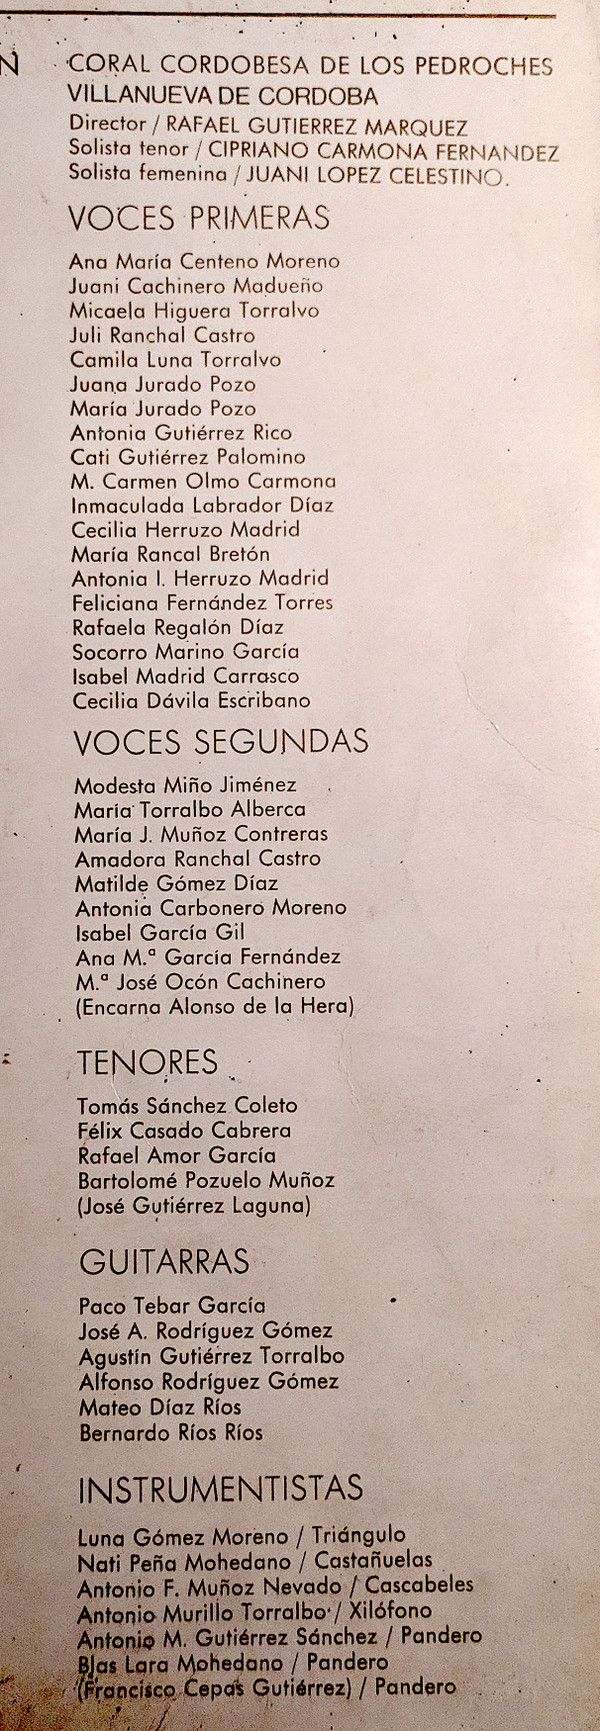 N
CORAL CORDOBESA DE LOS PEDROCHES
VILLANUEVA DE CORDOBA
Director / RAFAEL GUTIERREZ MARQUEZ
Solista tenor / CIPRIANO CARMONA FERNANDEZ
Solista femenina / JUANI LOPEZ CELESTINO.
VOCES PRIMERAS
Ana María Centeno Moreno
Juani Cachinero Madueño
Micaela Higuera Torralvo
Juli Ranchal Castro
Camila Luna Torralvo
Juana Jurado Pozo
María Jurado Pozo
Antonia Gutiérrez Rico
Cati Gutiérrez Palomino
M. Carmen Olmo Carmona
Inmaculada Labrador Díaz
Cecilia Herruzo Madrid
María Rancal Bretón
Antonia I. Herruzo Madrid
Feliciana Fernández Torres
Rafaela Regalón Díaz
Socorro Marino García
Isabel Madrid Carrasco
Cecilia Dávila Escribano
VOCES SEGUNDAS
Modesta Miño Jiménez
María Torralbo Alberca
María J. Muñoz Contreras
Amadora Ranchal Castro
Matilde Gómez Díaz
Antonia Carbonero Moreno
Isabel García Gil
Ana M.ª García Fernández
M.ª José Ocón Cachinero
(Encarna Alonso de la Hera)
TENORES
Tomás Sánchez Coleto
Félix Casado Cabrera
Rafael Amor García
Bartolomé Pozuelo Muñoz
(José Gutiérrez Laguna)
GUITARRAS
Paco Tebar García
José A. Rodríguez Gómez
Agustín Gutiérrez Torralbo
Alfonso Rodríguez Gómez
Mateo Díaz Ríos
Bernardo Ríos Ríos
INSTRUMENTISTAS
Luna Gómez Moreno / Triángulo
Nati Peña Mohedano / Castañuelas
Antonio F. Muñoz Nevado / Cascabeles
Antonio Murillo Torralbo / Xilófono
Antonio M. Gutiérrez Sánchez / Pandero
Blas Lara Mohedano / Pandero
(Francisco Cepas Gutiérrez) / Pandero